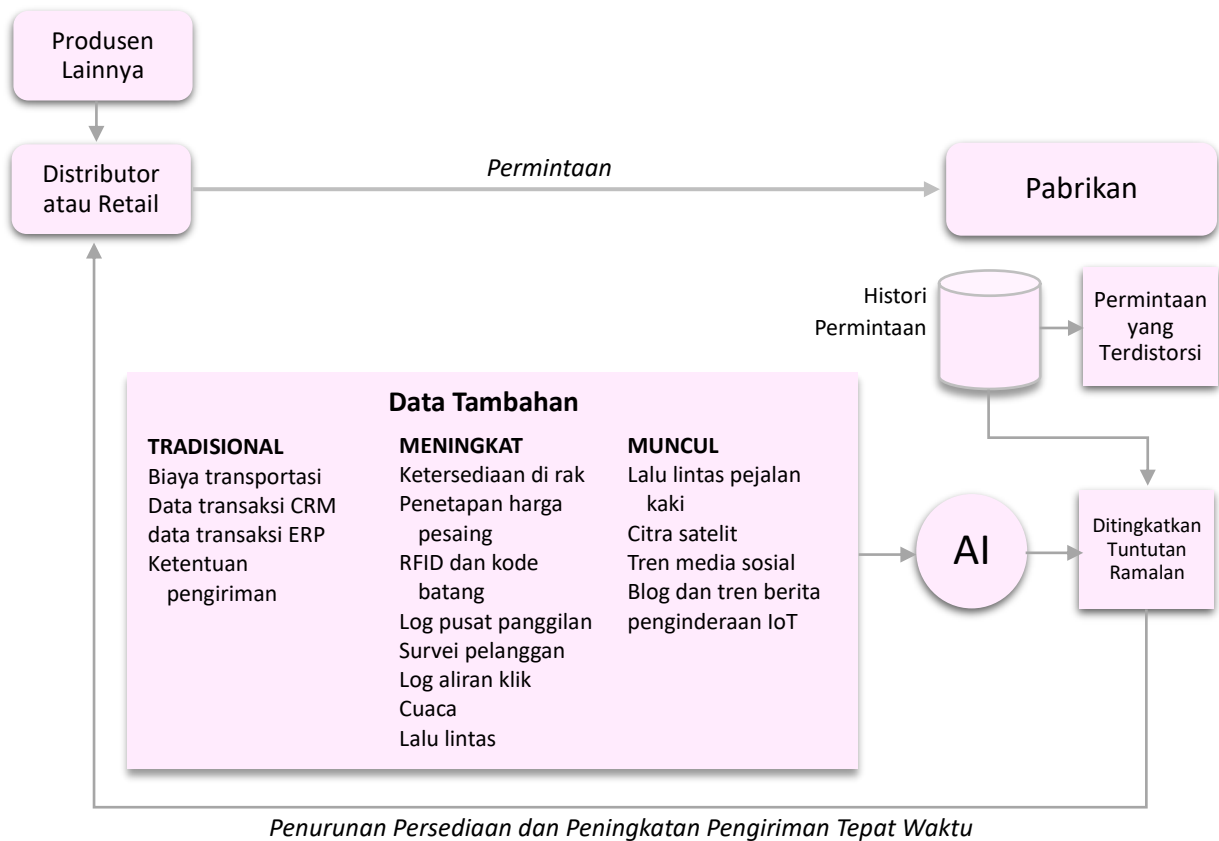 Produsen
Lainnya
Distributor
atau Retail
Permintaan
Pabrikan
Histori
Permintaan
Permintaan
yang
Terdistorsi
Data Tambahan
TRADISIONAL
Biaya transportasi
Data transaksi CRM
data transaksi ERP
Ketentuan
pengiriman
MENINGKAT
Ketersediaan di rak
Penetapan harga
pesaing
RFID dan kode
batang
Log pusat panggilan
Survei pelanggan
Log aliran klik
Cuaca
Lalu lintas
MUNCUL
Lalu lintas pejalan
kaki
Citra satelit
Tren media sosial
Blog dan tren berita
penginderaan IoT
AI
Ditingkatkan
Tuntutan
Ramalan
Penurunan Persediaan dan Peningkatan Pengiriman Tepat Waktu